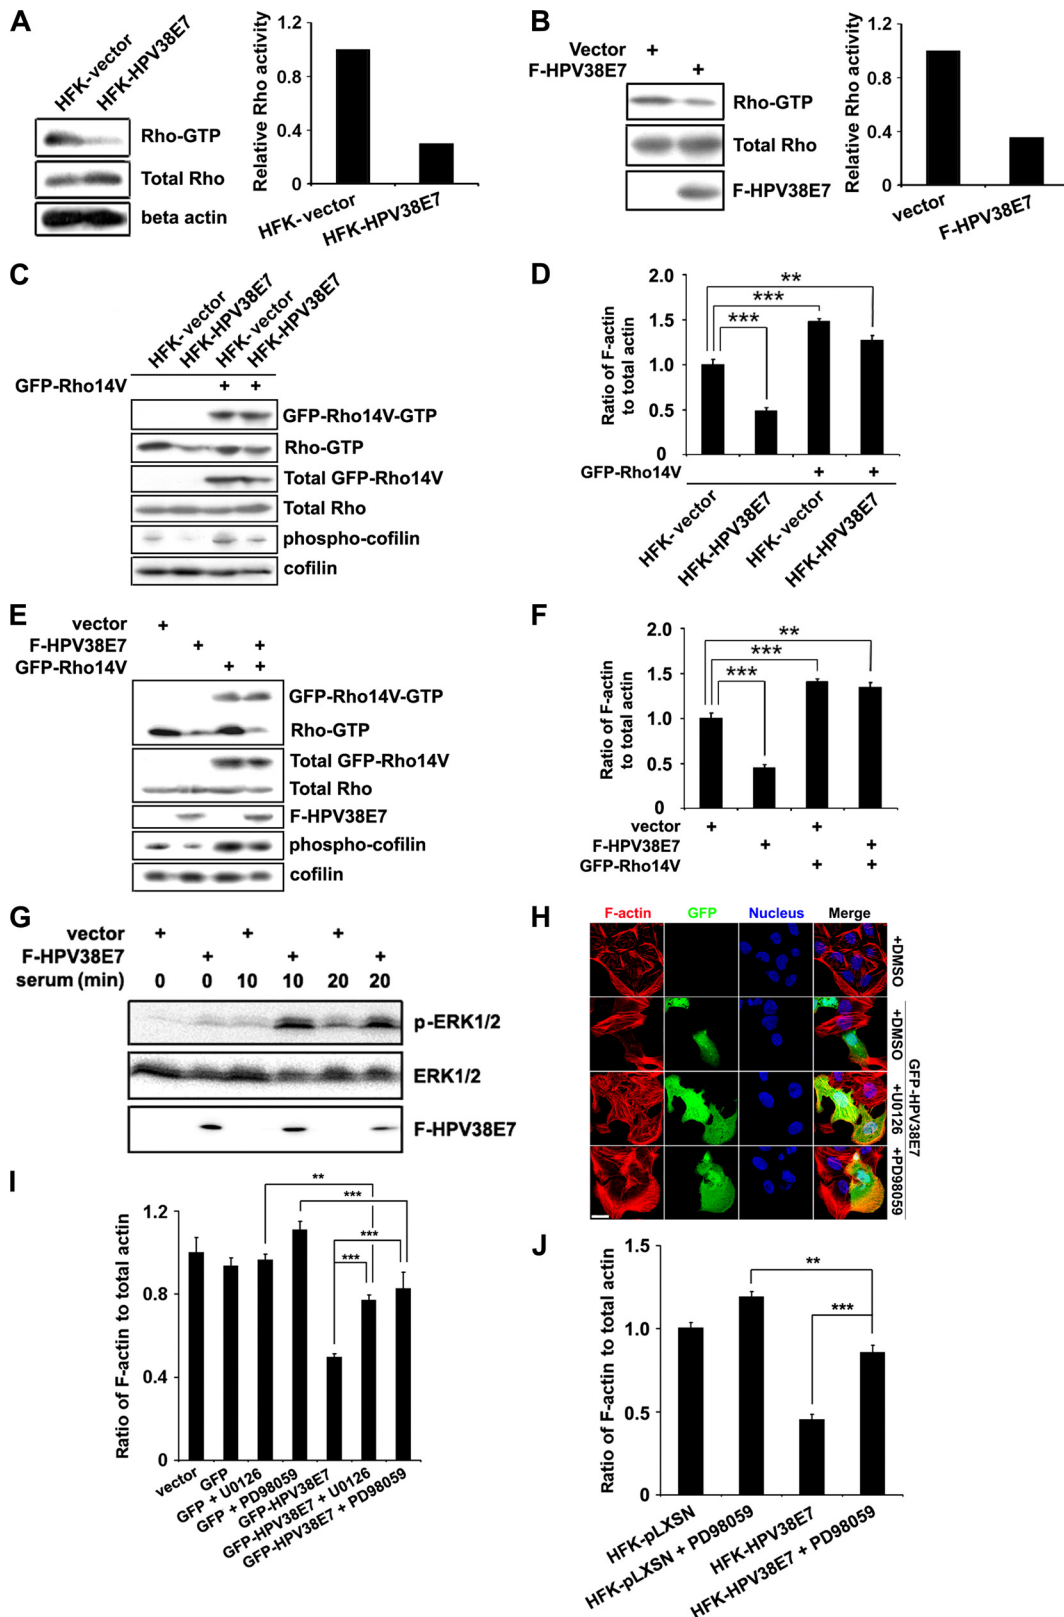 A
HFK-vector
HFK-HPV38E7
Rho-GTP
Total Rho
beta actin
Relative Rho activity
1.2
0.8
0.4
0
HFK-vector
HFK-HPV38E7
B
Vector +
F-HPV38E7 +
Rho-GTP
Total Rho
F-HPV38E7
Relative Rho activity
1.2
0.8
0.4
0
vector
F-HPV38E7
C
HFK- vector
HFK-HPV38E7
HFK- vector
HFK-HPV38E7
GFP-Rho14V + +
GFP-Rho14V-GTP
Rho-GTP
Total GFP-Rho14V
Total Rho
phospho-cofilin
cofilin
D
Ratio of F-actin
to total actin
2.0
1.5
1.0
0.5
0
**
***
***
GFP-Rho14V + +
HFK- vector
HFK-HPV38E7
HFK- vector
HFK-HPV38E7
E
vector +
F-HPV38E7 + +
GFP-Rho14V + +
GFP-Rho14V-GTP
Rho-GTP
Total GFP-Rho14V
Total Rho
F-HPV38E7
phospho-cofilin
cofilin
F
Ratio of F-actin
to total actin
2.0
1.5
1.0
0.5
0
**
***
***
vector + +
F-HPV38E7 + +
GFP-Rho14V + +
G
vector + + +
F-HPV38E7 + + +
serum (min) 0 0 10 10 20 20
p-ERK1/2
ERK1/2
F-HPV38E7
H
F-actin GFP Nucleus Merge
+DMSO
+DMSO
+U0126
+PD98059
GFP-HPV38E7
I
Ratio of F-actin to total actin
1.2
0.8
0.4
0
**
***
***
***
vector
GFP
GFP + U0126
GFP + PD98059
GFP-HPV38E7
GFP-HPV38E7 + U0126
GFP-HPV38E7 + PD98059
J
Ratio of F-actin to total actin
1.5
1.0
0.5
0
**
***
HFK-pLXSN
HFK-pLXSN + PD98059
HFK-HPV38E7
HFK-HPV38E7 + PD98059